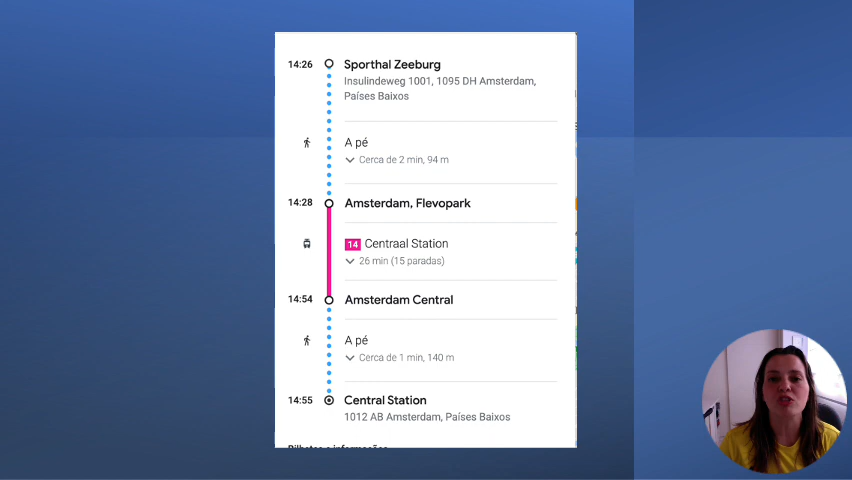 14:26 Sporthal Zeeburg
Insulindeweg 1001, 1095 DH Amsterdam,
Países Baixos
A pé
Cerca de 2 min, 94 m
14:28 Amsterdam, Flevopark
14 Centraal Station
26 min (15 paradas)
14:54 Amsterdam Central
A pé
Cerca de 1 min, 140 m
14:55 Central Station
1012 AB Amsterdam, Países Baixos
Bilhetes e informações